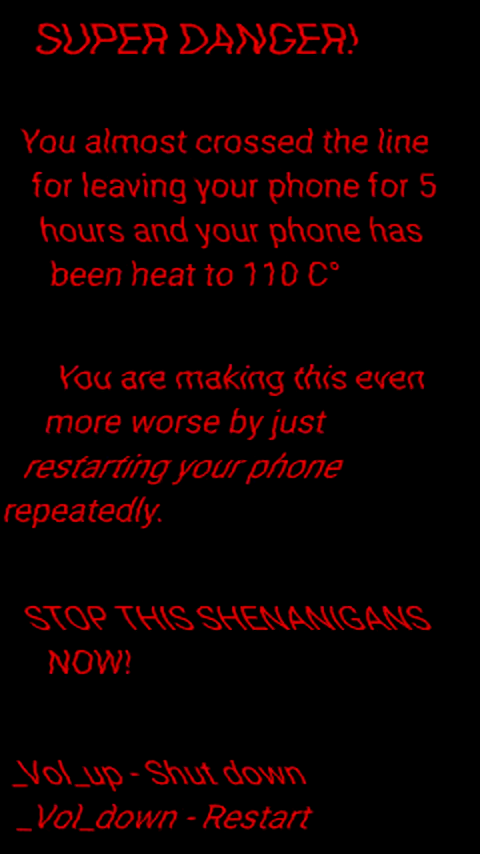 SUPER DANGER!
You almost crossed the line
for leaving your phone for 5
hours and your phone has
been heat to 110 C°
You are making this even
more worse by just
restarting your phone
repeatedly.
STOP THIS SHENANIGANS
NOW!
_Vol_up - Shut down
_Vol_down - Restart